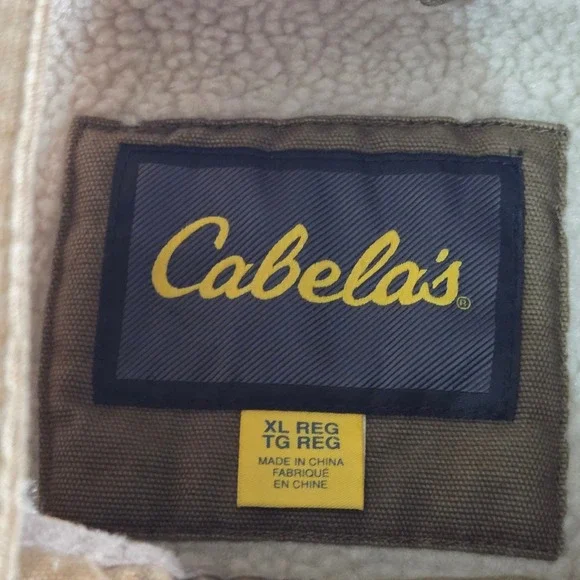 Cabela's®
XL REG
TG REG
MADE IN CHINA
FABRIQUÉ
EN CHINE